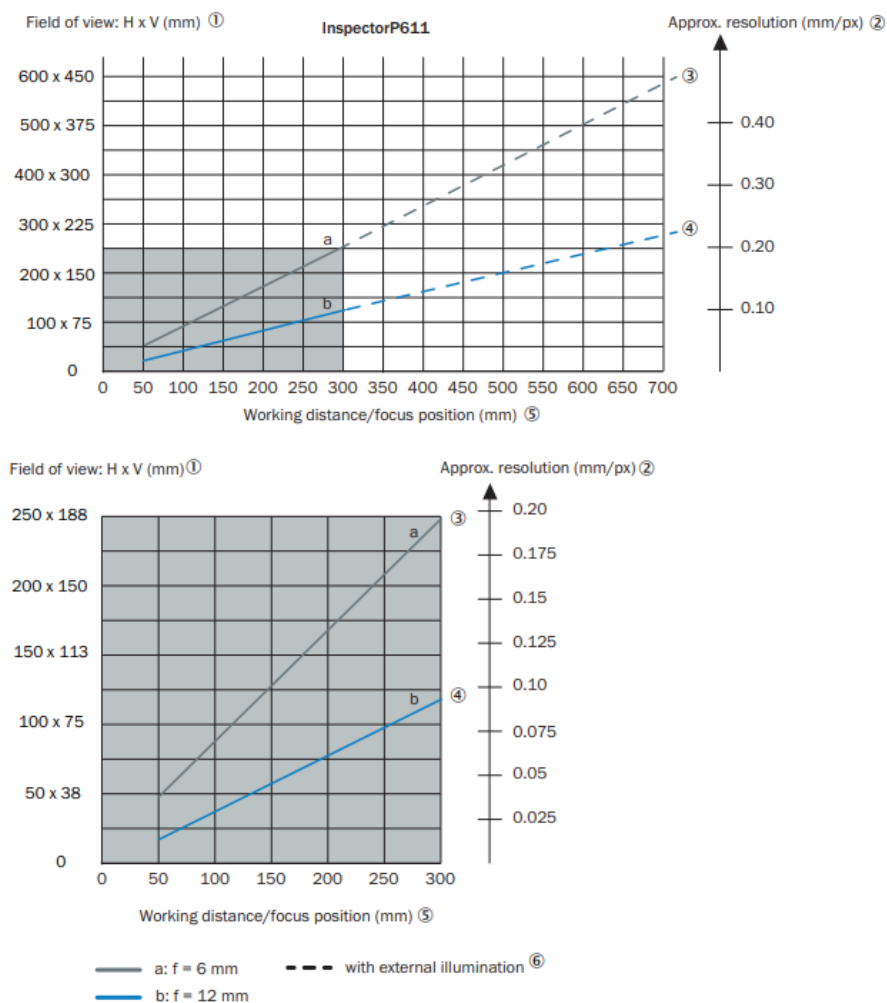 Field of view: H x V (mm) ①
InspectorP611
Approx. resolution (mm/px) ②
600 x 450
③
500 x 375
0.40
400 x 300
0.30
300 x 225
④
a
0.20
200 x 150
b
0.10
100 x 75
0
0 50 100 150 200 250 300 350 400 450 500 550 600 650 700
Working distance/focus position (mm) ⑤
Field of view: H x V (mm) ①
Approx. resolution (mm/px) ②
250 x 188
③
0.20
a
0.175
200 x 150
0.15
150 x 113
0.125
b
④
0.10
100 x 75
0.075
0.05
50 x 38
0.025
0
0 50 100 150 200 250 300
Working distance/focus position (mm) ⑤
a: f = 6 mm
with external illumination ⑥
b: f = 12 mm